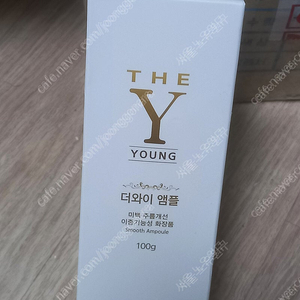 THE
Y
YOUNG
더와이 앰플
미백·주름개선
이중기능성 화장품
Smooth Ampoule
100g